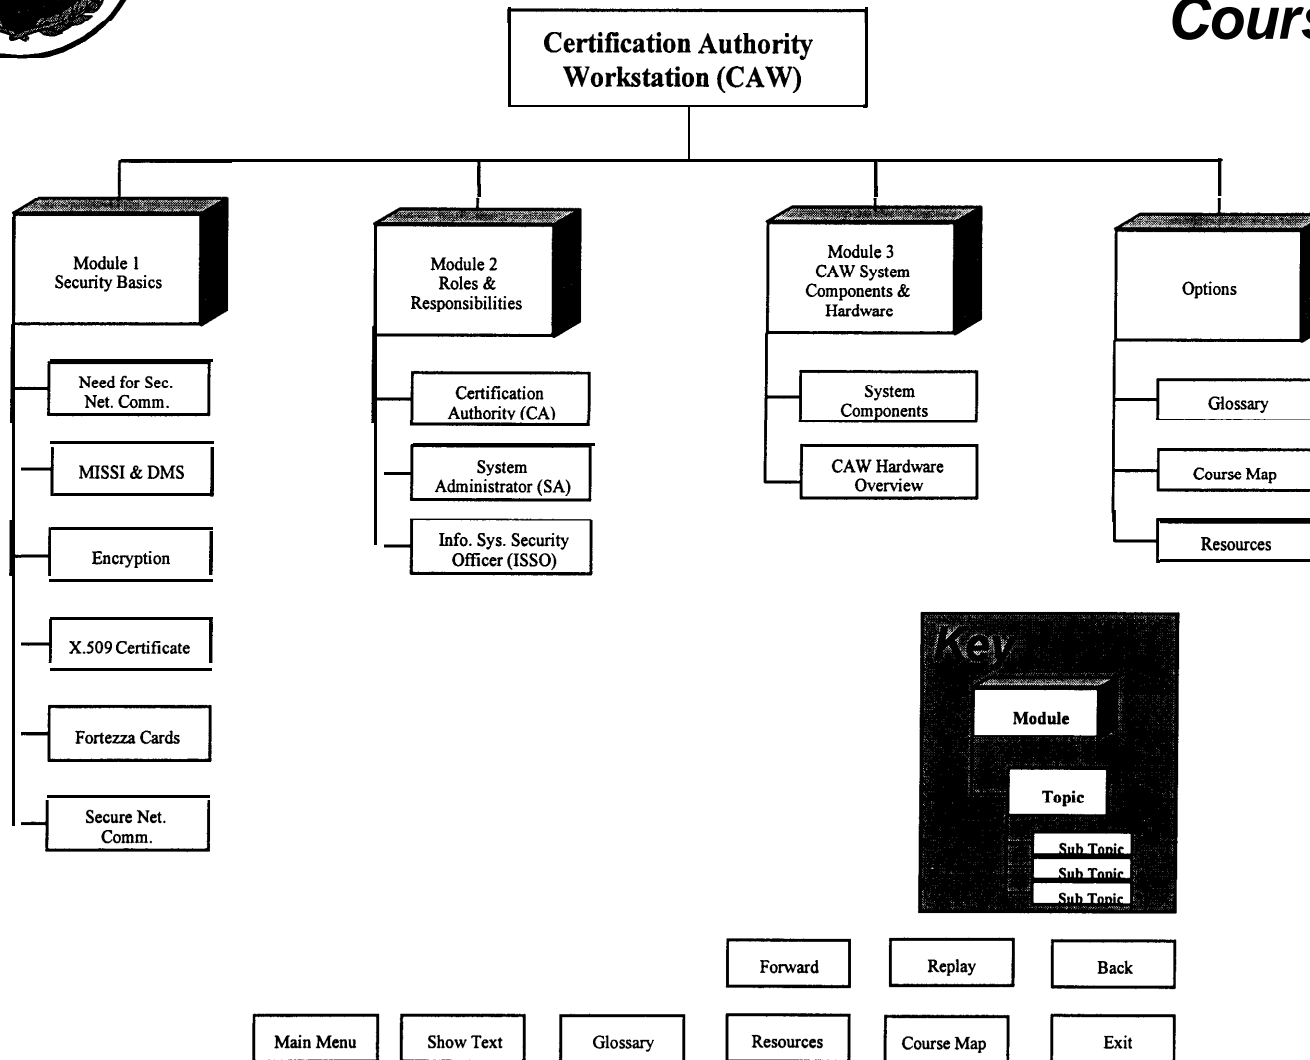 Cours
Certification Authority
Workstation (CAW)
Module 1
Security Basics
Need for Sec.
Net. Comm.
MISSI & DMS
Encryption
X.509 Certificate
Fortezza Cards
Secure Net.
Comm.
Module 2
Roles &
Responsibilities
Certification
Authority (CA)
System
Administrator (SA)
Info. Sys. Security
Officer (ISSO)
Module 3
CAW System
Components &
Hardware
System
Components
CAW Hardware
Overview
Options
Glossary
Course Map
Resources
Key
Module
Topic
Sub Topic
Sub Topic
Sub Topic
Forward
Replay
Back
Main Menu
Show Text
Glossary
Resources
Course Map
Exit